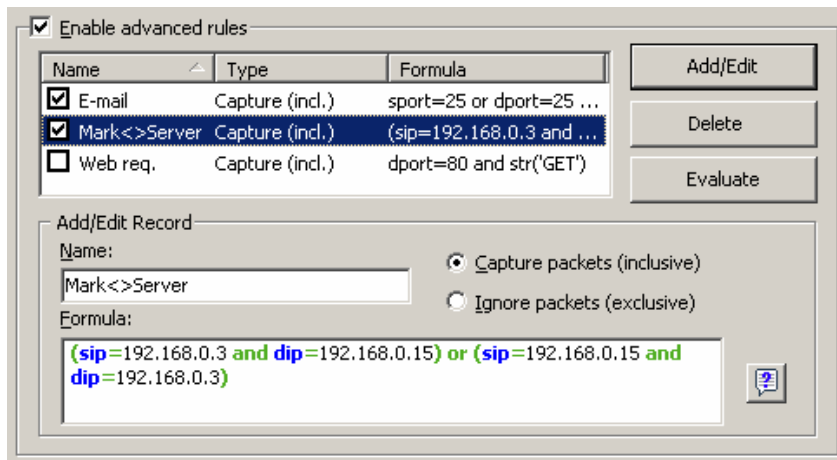 Enable advanced rules
Name Type Formula
E-mail Capture (incl.) sport=25 or dport=25 ...
Mark<>Server Capture (incl.) (sip=192.168.0.3 and ...
Web req. Capture (incl.) dport=80 and str('GET')
Add/Edit
Delete
Evaluate
Add/Edit Record
Name:
Mark<>Server
Capture packets (inclusive)
Ignore packets (exclusive)
Formula:
(sip=192.168.0.3 and dip=192.168.0.15) or (sip=192.168.0.15 and
dip=192.168.0.3)
?